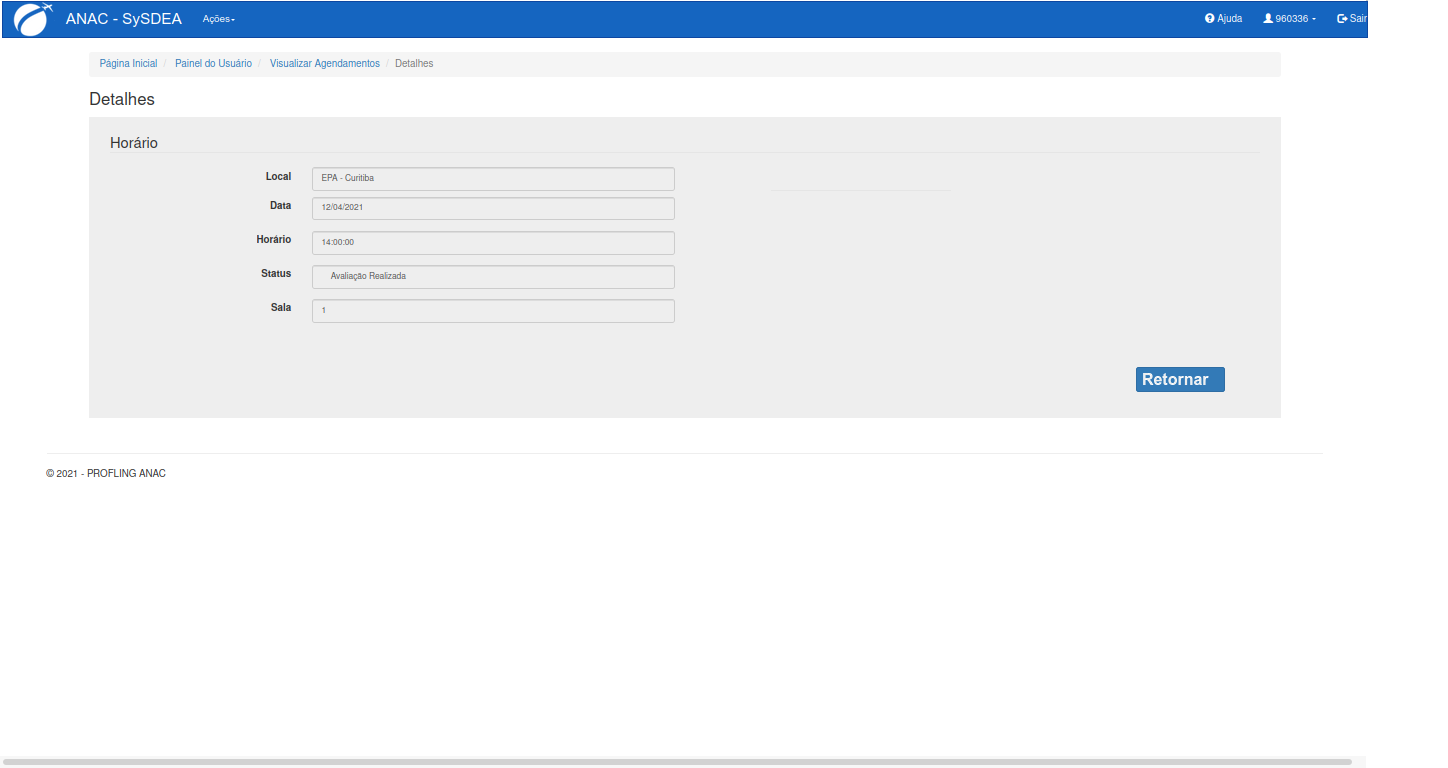 ANAC - SySDEA Ações Ajuda 960336 Sair
Página Inicial / Painel do Usuário / Visualizar Agendamentos / Detalhes
Detalhes
Horário
Local EPA - Curitiba
Data 12/04/2021
Horário 14:00:00
Status Avaliação Realizada
Sala 1
Retornar
© 2021 - PROFLING ANAC